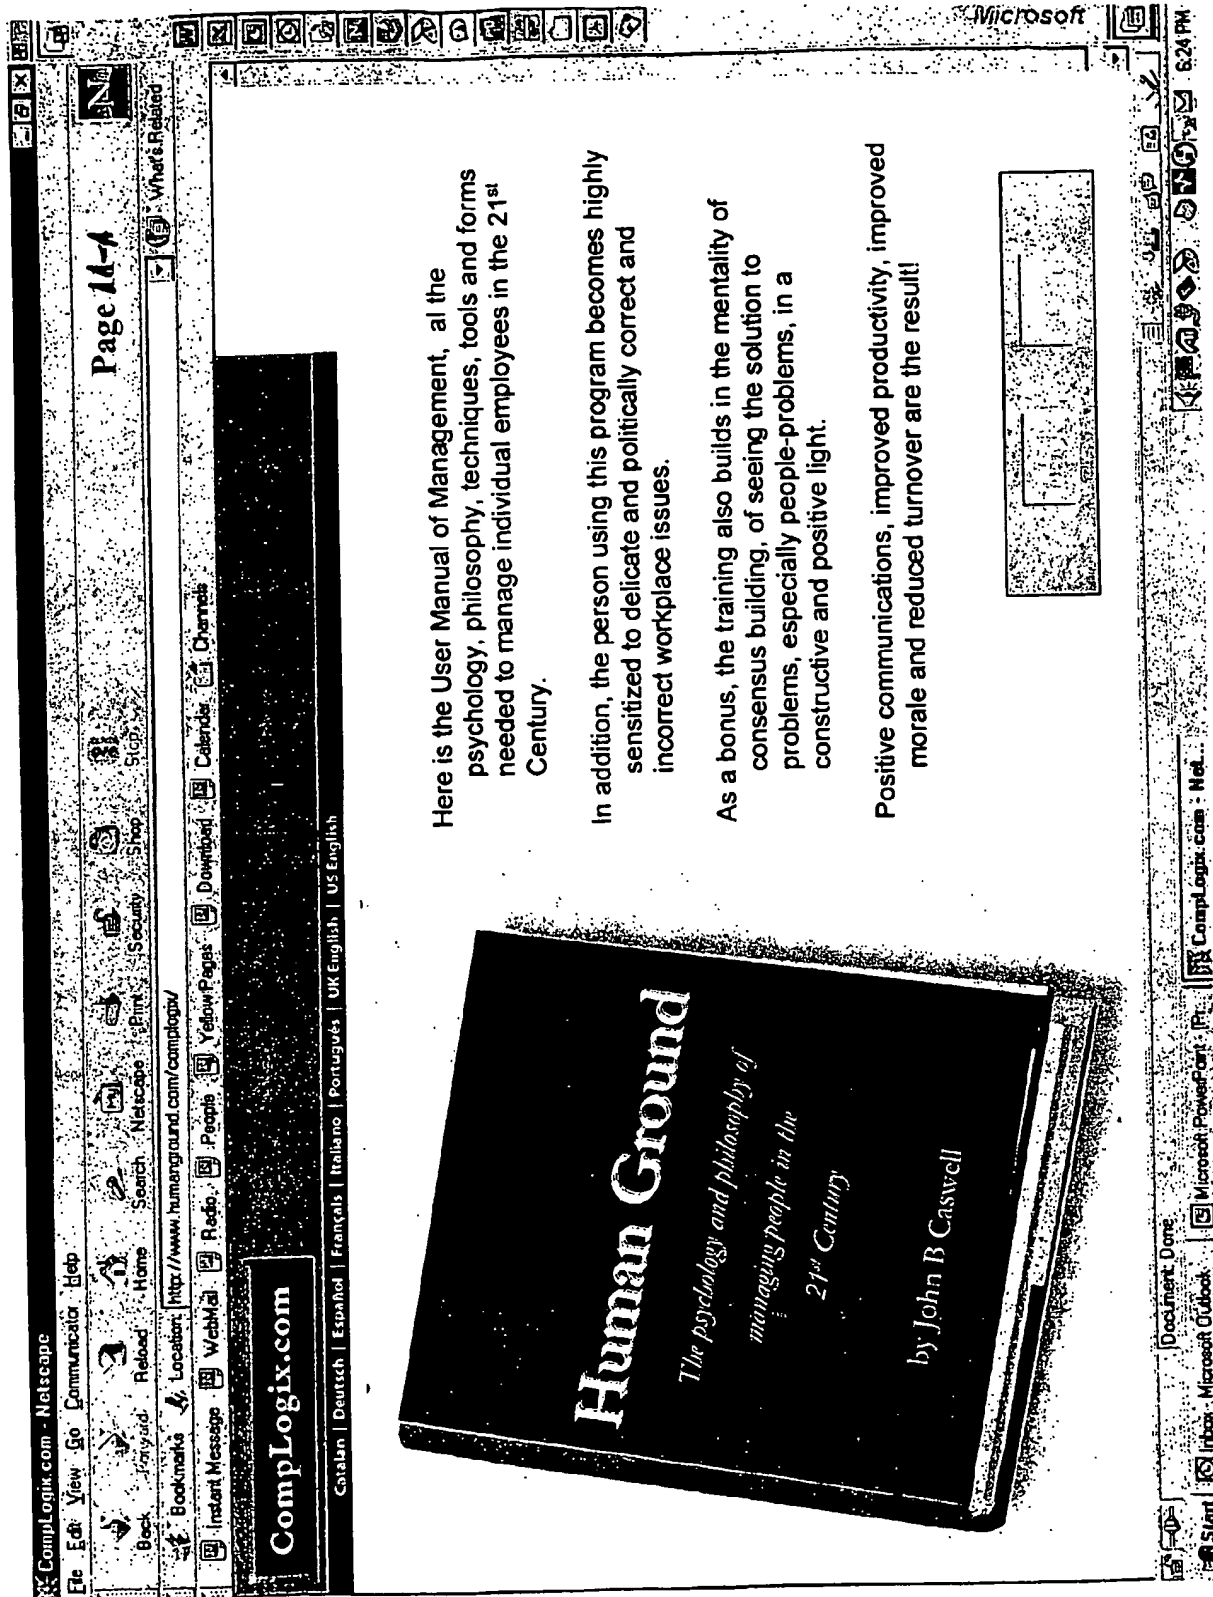 CompLogix.com - Netscape
File Edit View Go Communicator Help
Back Forward Reload Home Search Netscape Print Security Shop Stop
Page 11-A
N
Bookmarks Location: http://www.humanground.com/complogix/ What's Related
Instant Message WebMail Radio People Yellow Pages Download Calendar Channels
CompLogix.com
Catalan | Deutsch | Español | Français | Italiano | Português | UK English | US English
Human Ground
The psychology and philosophy of
managing people in the
21st Century
by John B Caswell
Here is the User Manual of Management, al the
psychology, philosophy, techniques, tools and forms
needed to manage individual employees in the 21st
Century.
In addition, the person using this program becomes highly
sensitized to delicate and politically correct and
incorrect workplace issues.
As a bonus, the training also builds in the mentality of
consensus building, of seeing the solution to
problems, especially people-problems, in a
constructive and positive light.
Positive communications, improved productivity, improved
morale and reduced turnover are the result!
Microsoft
Document: Done
Start Inbox - Microsoft Outlook Microsoft PowerPoint - [Pr... CompLogix.com - Net...
6:24 PM